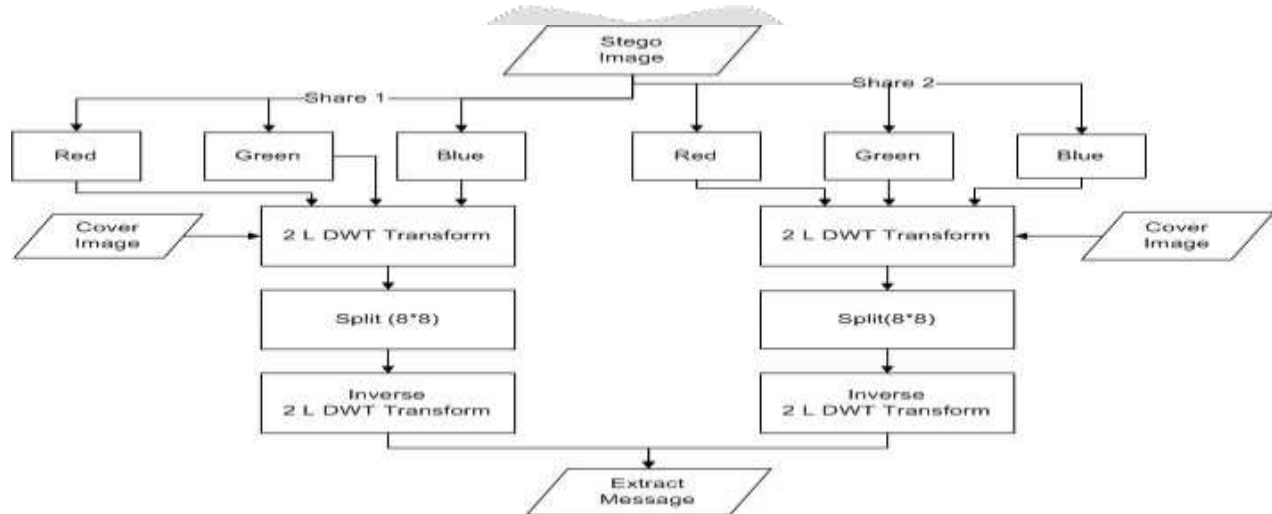 Stego
Image
Share 1
Share 2
Red
Green
Blue
Red
Green
Blue
Cover
Image
2 L DWT Transform
2 L DWT Transform
Cover
Image
Split (8*8)
Split(8*8)
Inverse
2 L DWT Transform
Inverse
2 L DWT Transform
Extract
Message